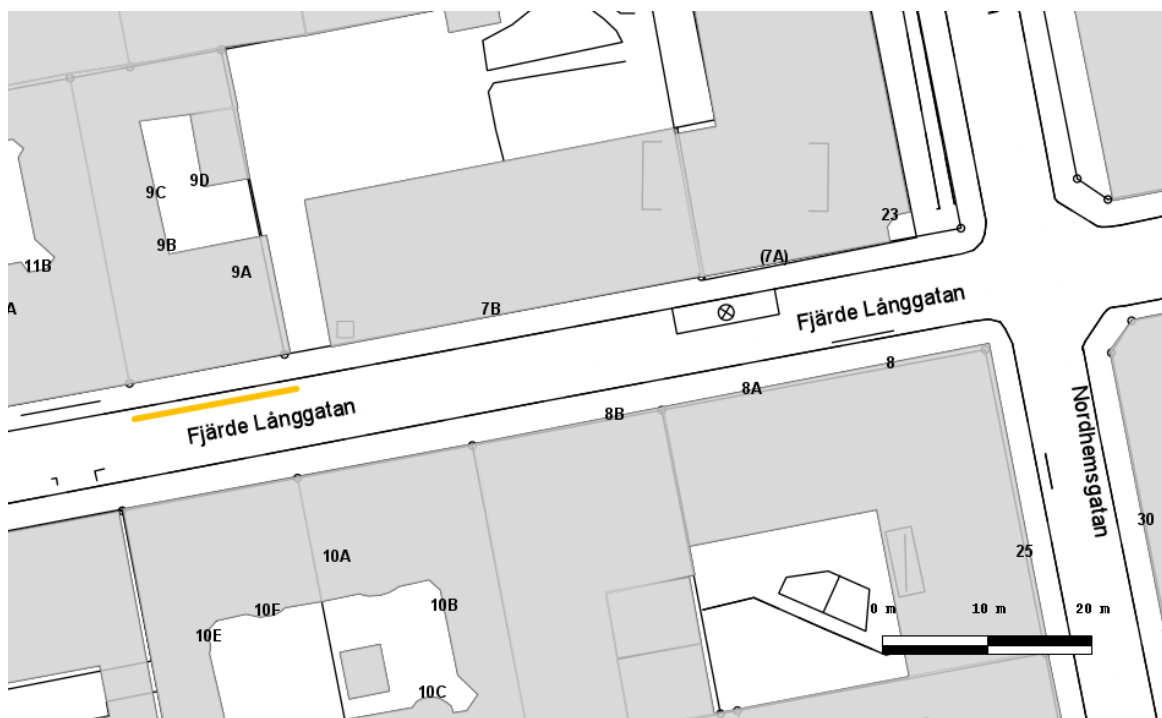 9D
9C
23
9B
11B
9A
(7A)
A
7B
Fjärde Långgatan
8
8A
Fjärde Långgatan
8B
Nordhemsgatan
30
25
10A
10B
10F
0 m 10 m 20 m
10E
10C